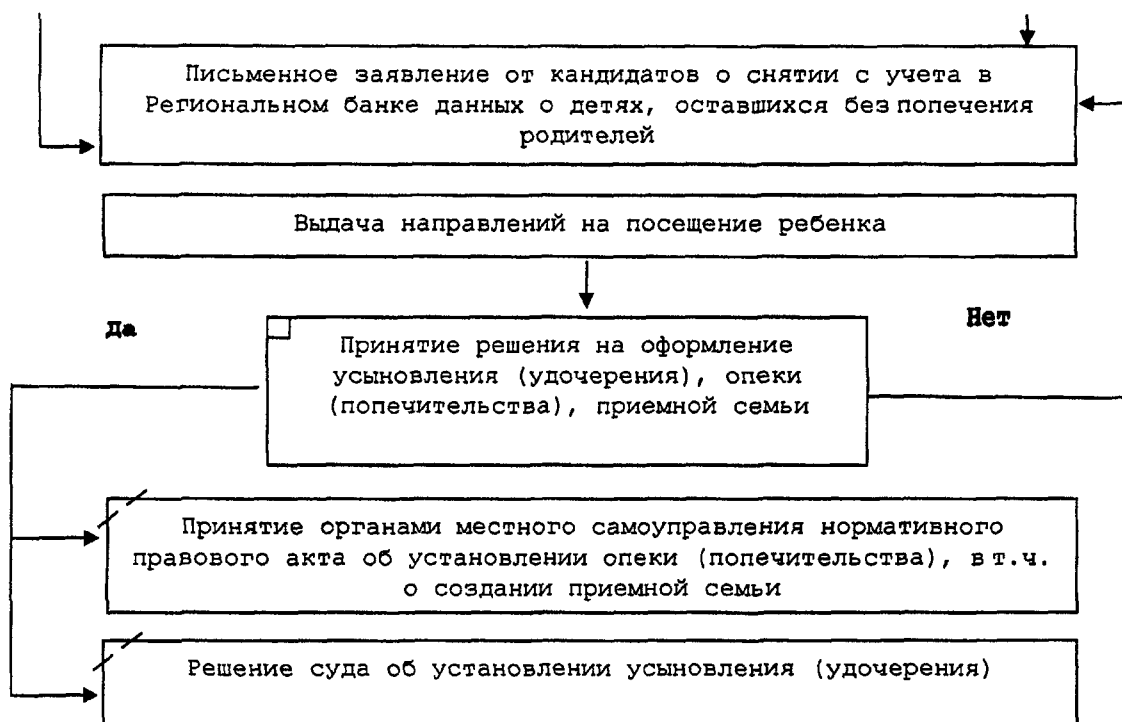 Письменное заявление от кандидатов о снятии с учета в
Региональном банке данных о детях, оставшихся без попечения
родителей
Выдача направлений на посещение ребенка
Да
Нет
Принятие решения на оформление
усыновления (удочерения), опеки
(попечительства), приемной семьи
Принятие органами местного самоуправления нормативного
правового акта об установлении опеки (попечительства), в т.ч.
о создании приемной семьи
Решение суда об установлении усыновления (удочерения)